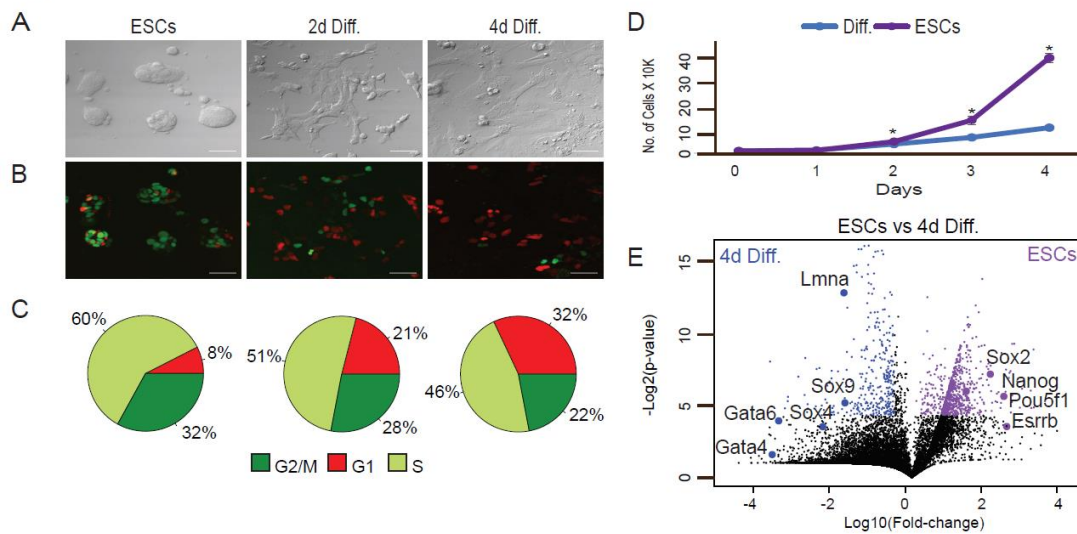 A
ESCs
2d Diff.
4d Diff.
B
C
60%
8%
32%
51%
21%
28%
46%
32%
22%
G2/M
G1
S
D
Diff.
ESCs
No. of Cells X 10K
40
30
20
10
0
*
*
*
0
1
2
3
4
Days
E
ESCs vs 4d Diff.
4d Diff.
ESCs
-Log2(p-value)
15
10
5
0
Lmna
Sox9
Sox4
Gata6
Gata4
Sox2
Nanog
Pou5f1
Esrrb
-4
-2
0
2
4
Log10(Fold-change)